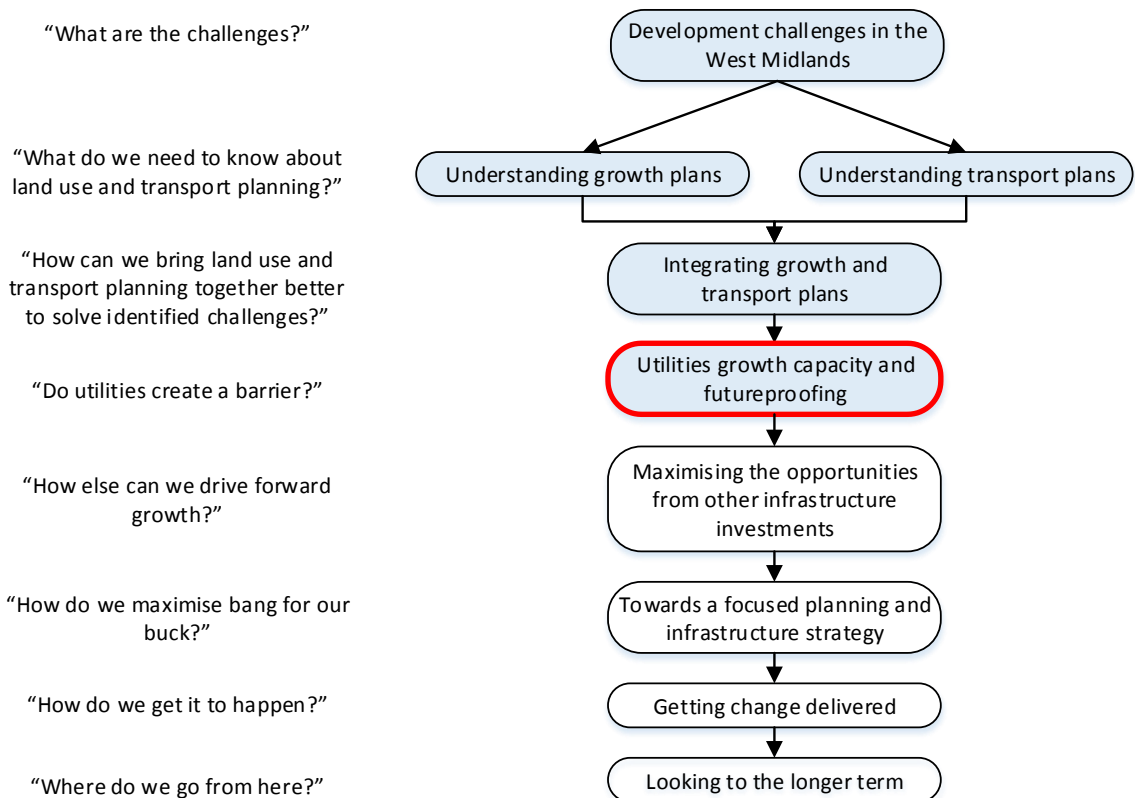 “What are the challenges?”
Development challenges in the
West Midlands
“What do we need to know about
land use and transport planning?”
Understanding growth plans
Understanding transport plans
“How can we bring land use and
transport planning together better
to solve identified challenges?”
Integrating growth and
transport plans
“Do utilities create a barrier?”
Utilities growth capacity and
futureproofing
“How else can we drive forward
growth?”
Maximising the opportunities
from other infrastructure
investments
“How do we maximise bang for our
buck?”
Towards a focused planning and
infrastructure strategy
“How do we get it to happen?”
Getting change delivered
“Where do we go from here?”
Looking to the longer term